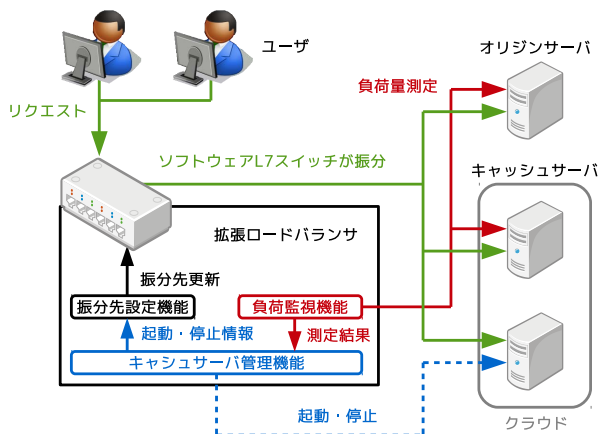 ユーザ
オリジンサーバ
負荷量測定
リクエスト
ソフトウェアL7スイッチが振分
キャッシュサーバ
拡張ロードバランサ
振分先更新
振分先設定機能
負荷監視機能
起動・停止情報
測定結果
キャシュサーバ管理機能
起動・停止
クラウド